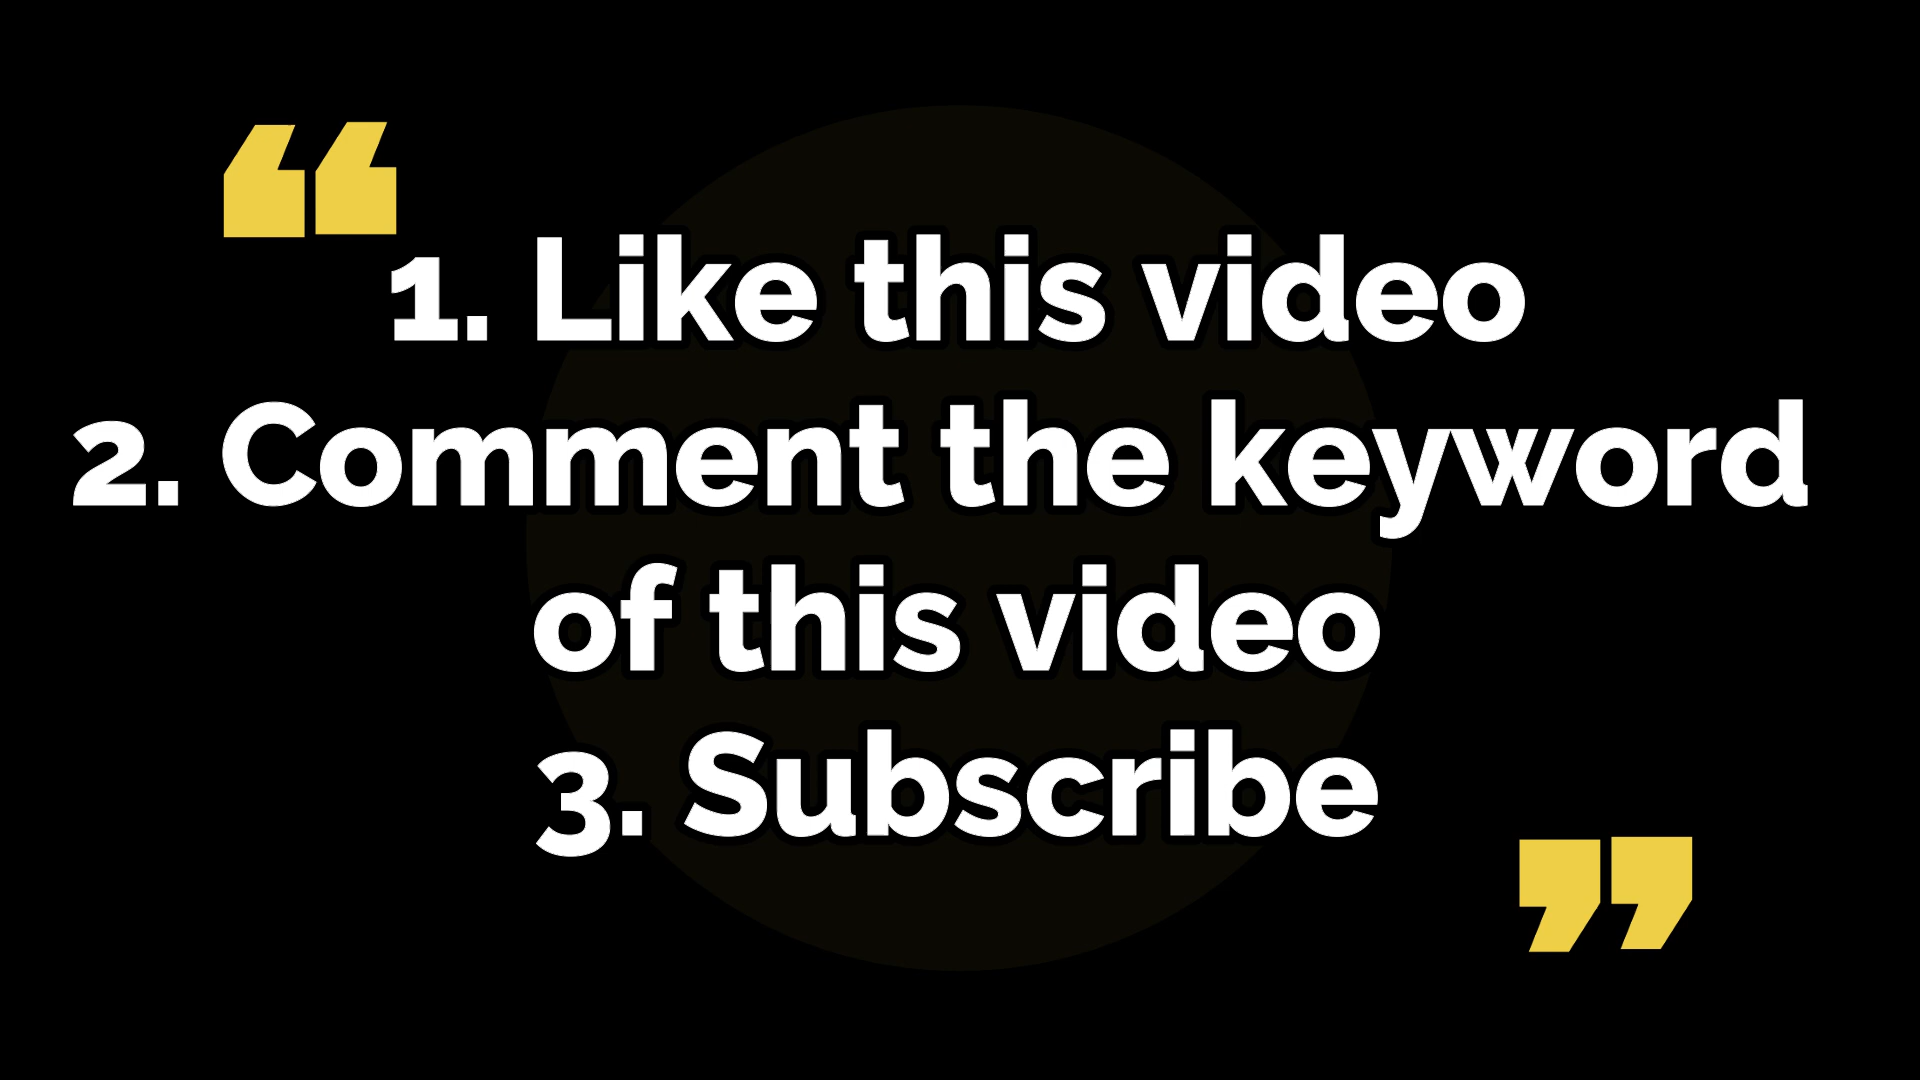 “
1. Like this video
2. Comment the keyword
of this video
3. Subscribe
”